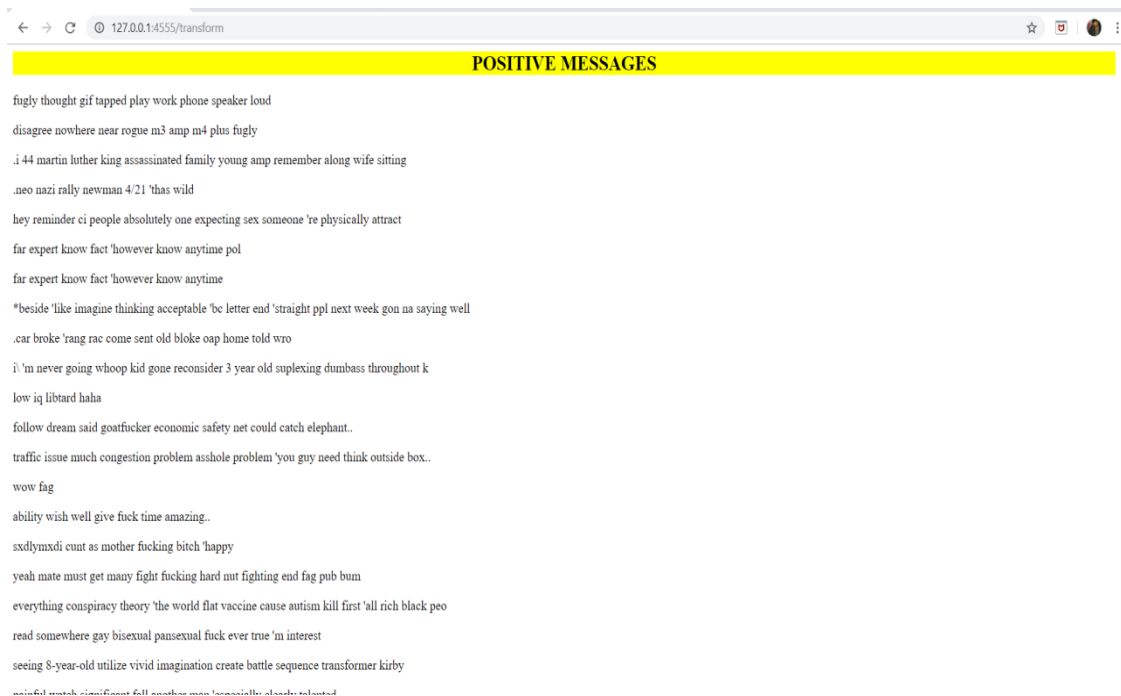 127.0.0.1:4555/transform
POSITIVE MESSAGES
fugly thought gif tapped play work phone speaker loud
disagree nowhere near rogue m3 amp m4 plus fugly
.i 44 martin luther king assassinated family young amp remember along wife sitting
.neo nazi rally newman 4/21 'thas wild
hey reminder ci people absolutely one expecting sex someone 're physically attract
far expert know fact 'however know anytime pol
far expert know fact 'however know anytime
*beside 'like imagine thinking acceptable 'bc letter end 'straight ppl next week gon na saying well
.car broke 'rang rac come sent old bloke oap home told wro
i\ 'm never going whoop kid gone reconsider 3 year old suplexing dumbass throughout k
low iq libtard haha
follow dream said goatfucker economic safety net could catch elephant..
traffic issue much congestion problem asshole problem 'you guy need think outside box..
wow fag
ability wish well give fuck time amazing..
sxdlymxdi cunt as mother fucking bitch 'happy
yeah mate must get many fight fucking hard nut fighting end fag pub bum
everything conspiracy theory 'the world flat vaccine cause autism kill first 'all rich black peo
read somewhere gay bisexual pansexual fuck ever true 'm interest
seeing 8-year-old utilize vivid imagination create battle sequence transformer kirby
painful watch significant fall another man 'especially clearly talented